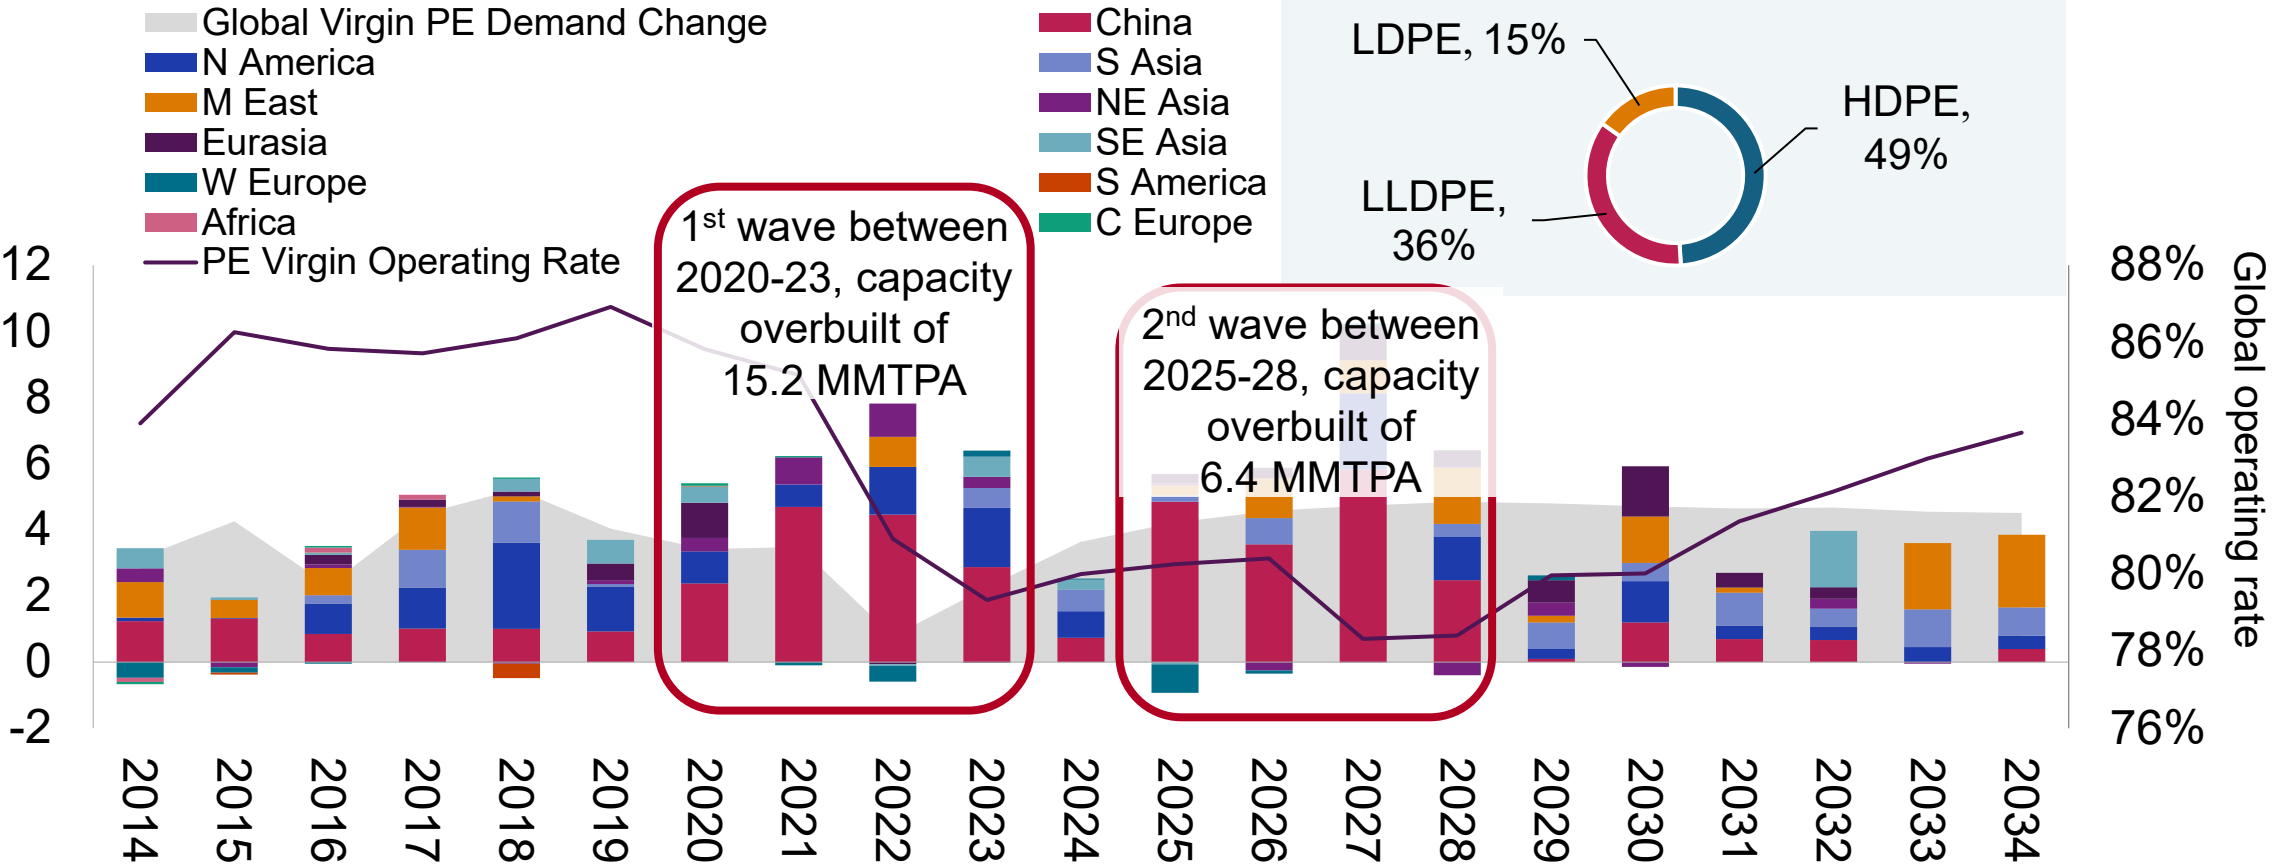 Global Virgin PE Demand Change
N America
M East
Eurasia
W Europe
Africa
PE Virgin Operating Rate
China
S Asia
NE Asia
SE Asia
S America
C Europe
LDPE, 15%
HDPE,
49%
LLDPE,
36%
1st wave between
2020-23, capacity
overbuilt of
15.2 MMTPA
2nd wave between
2025-28, capacity
overbuilt of
6.4 MMTPA
12
10
8
6
4
2
0
-2
88%
86%
84%
82%
80%
78%
76%
Global operating rate
2014
2015
2016
2017
2018
2019
2020
2021
2022
2023
2024
2025
2026
2027
2028
2029
2030
2031
2032
2033
2034